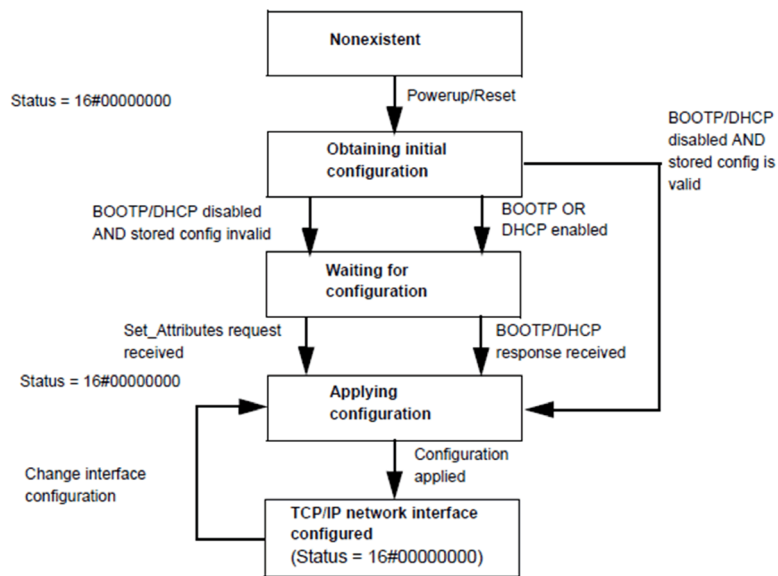 Nonexistent
Status = 16#00000000
Powerup/Reset
BOOTP/DHCP
disabled AND
stored config is
valid
Obtaining initial
configuration
BOOTP/DHCP disabled
AND stored config invalid
BOOTP OR
DHCP enabled
Waiting for
configuration
Set_Attributes request
received
BOOTP/DHCP
response received
Status = 16#00000000
Applying
configuration
Change interface
configuration
Configuration
applied
TCP/IP network interface
configured
(Status = 16#00000000)